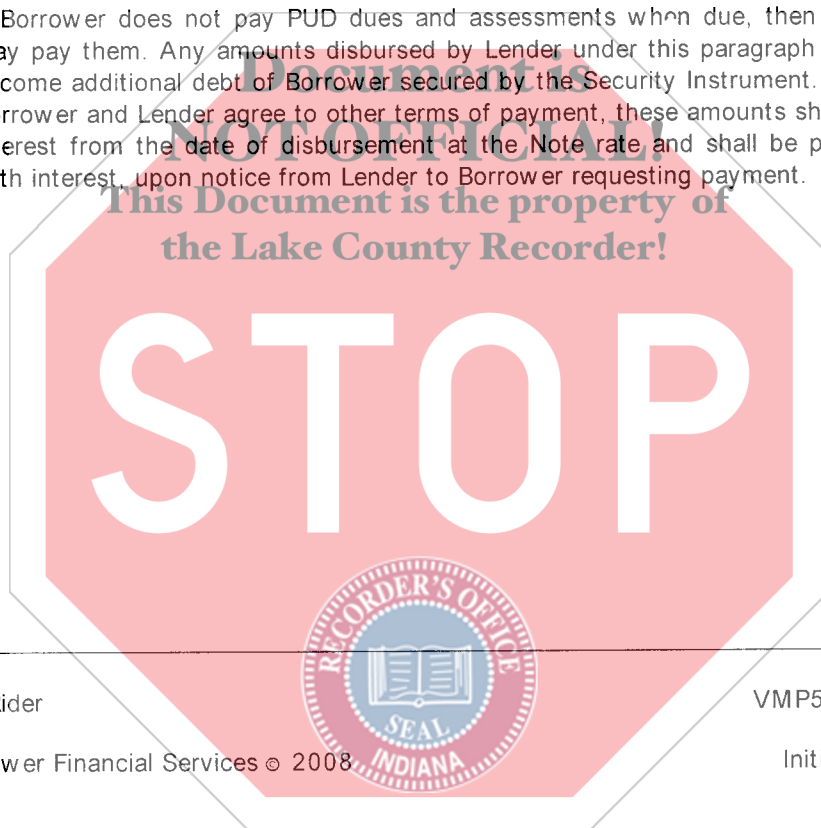 Borrower does not pay PUD dues and assessments when due, then
ay pay them. Any amounts disbursed by Lender under this paragraph
come additional debt of Borrower secured by the Security Instrument.
Document is
rrower and Lender agree to other terms of payment, these amounts sh
NOT OFFICIAL!
erest from the date of disbursement at the Note rate and shall be p
th interest, upon notice from Lender to Borrower requesting payment.
This Document is the property of
the Lake County Recorder!
STOP
RECORDER'S OFFICE
SEAL
INDIANA
ider
VMP5
wer Financial Services © 2008
Init